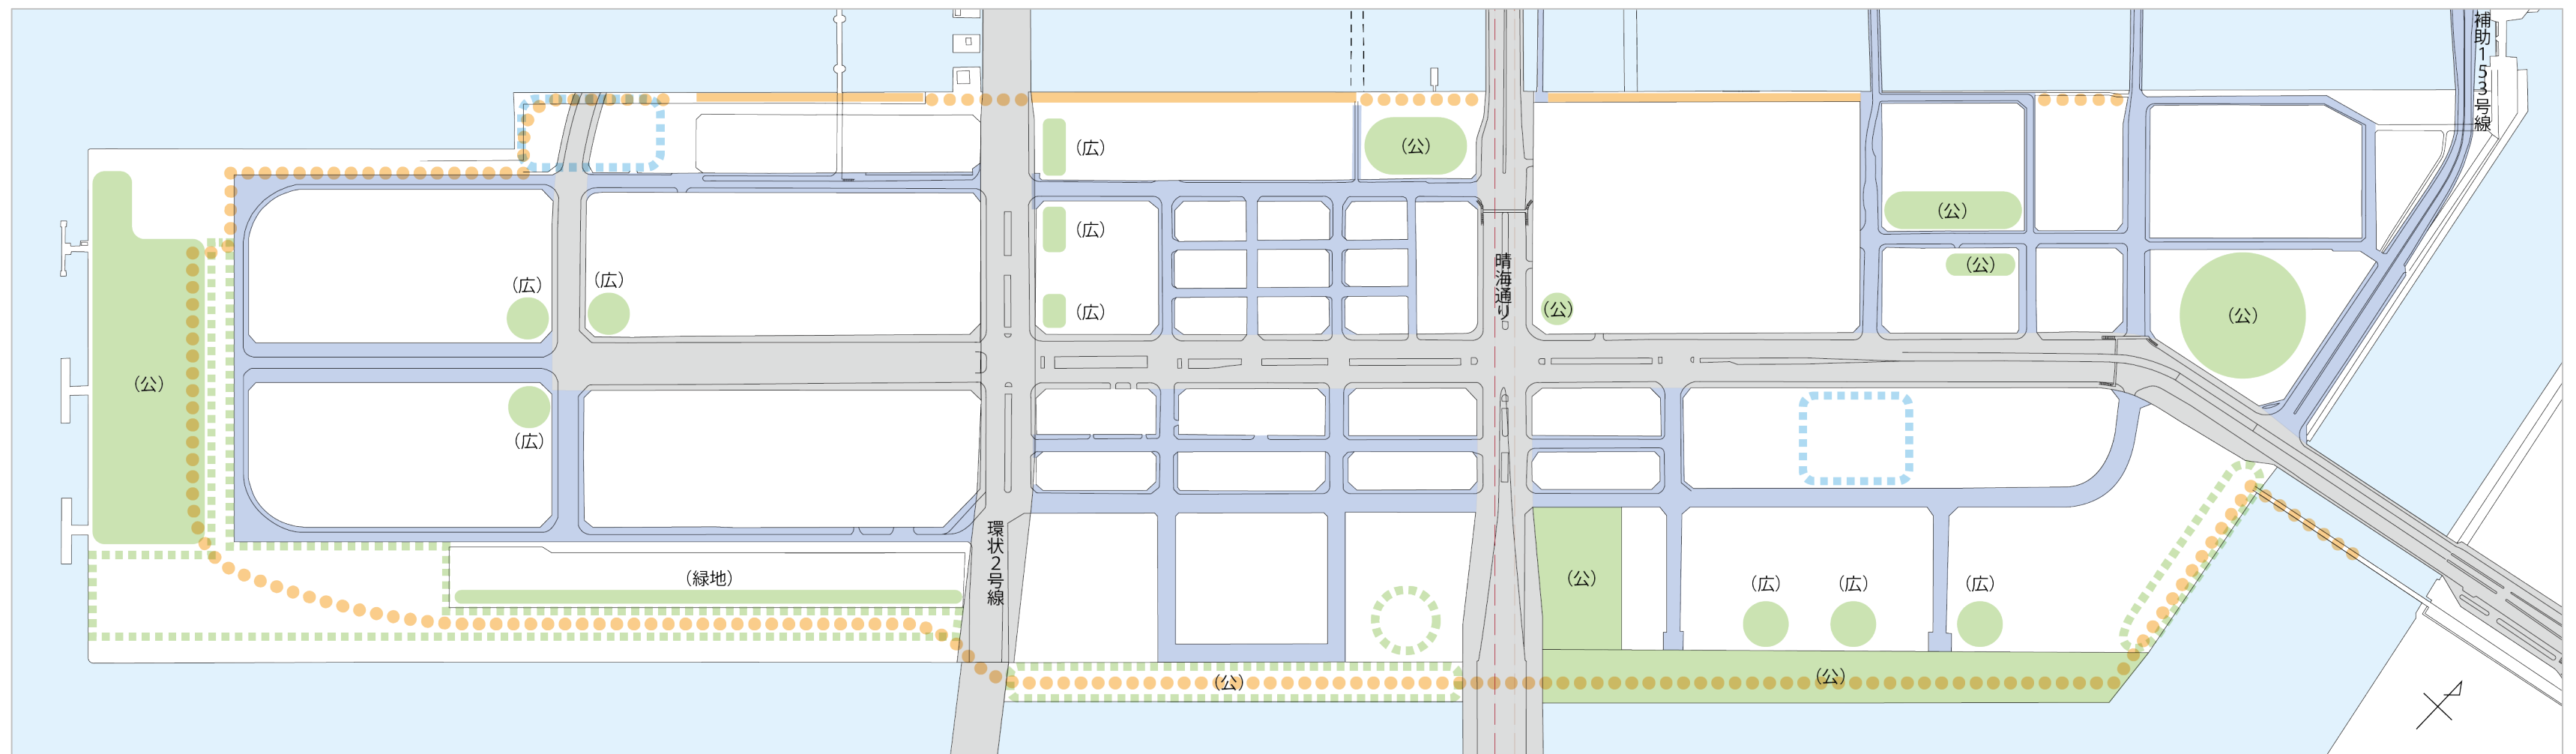 補助153号線
（広）
（公）
（公）
（広）
（公）
（広）
（広）
晴海通り
（広）
（公）
（公）
（公）
（広）
環状2号線
（緑地）
（公）
（広）
（広）
（広）
（公）
（公）